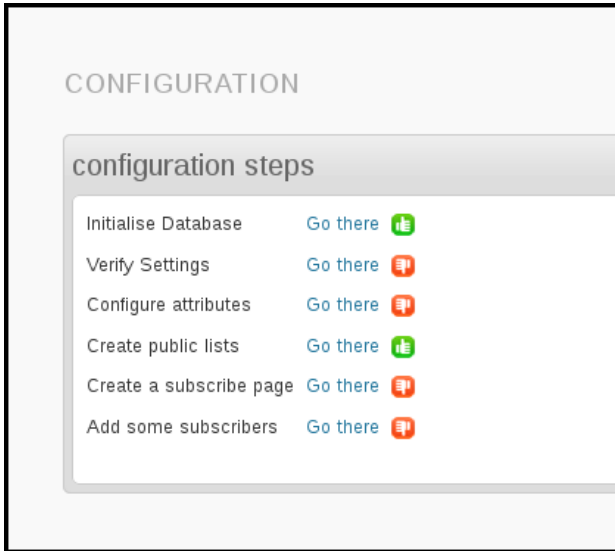 CONFIGURATION
configuration steps
Initialise Database Go there
Verify Settings Go there
Configure attributes Go there
Create public lists Go there
Create a subscribe page Go there
Add some subscribers Go there